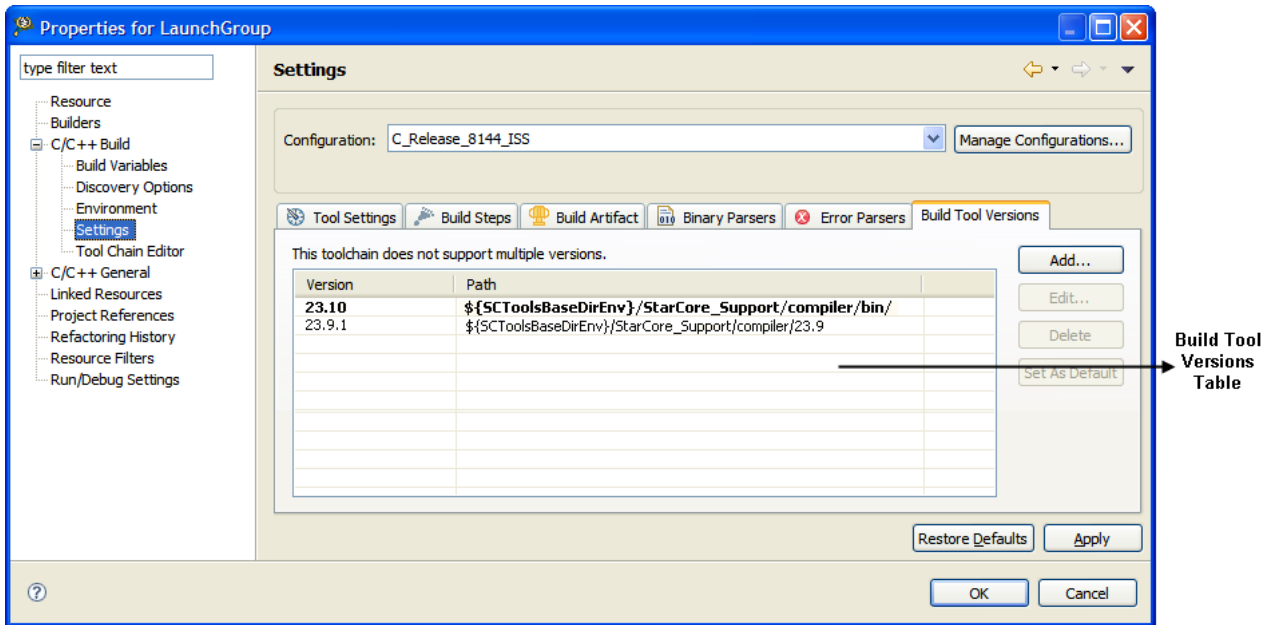 Properties for LaunchGroup
type filter text
Settings
Resource
Builders
C/C++ Build
Build Variables
Discovery Options
Environment
Settings
Tool Chain Editor
C/C++ General
Linked Resources
Project References
Refactoring History
Resource Filters
Run/Debug Settings
Configuration: C_Release_8144_ISS Manage Configurations...
Tool Settings Build Steps Build Artifact Binary Parsers Error Parsers Build Tool Versions
This toolchain does not support multiple versions.
Version Path
23.10 ${SCToolsBaseDirEnv}/StarCore_Support/compiler/bin/
23.9.1 ${SCToolsBaseDirEnv}/StarCore_Support/compiler/23.9
Add...
Edit...
Delete
Set As Default
Build Tool
Versions
Table
Restore Defaults Apply
OK Cancel